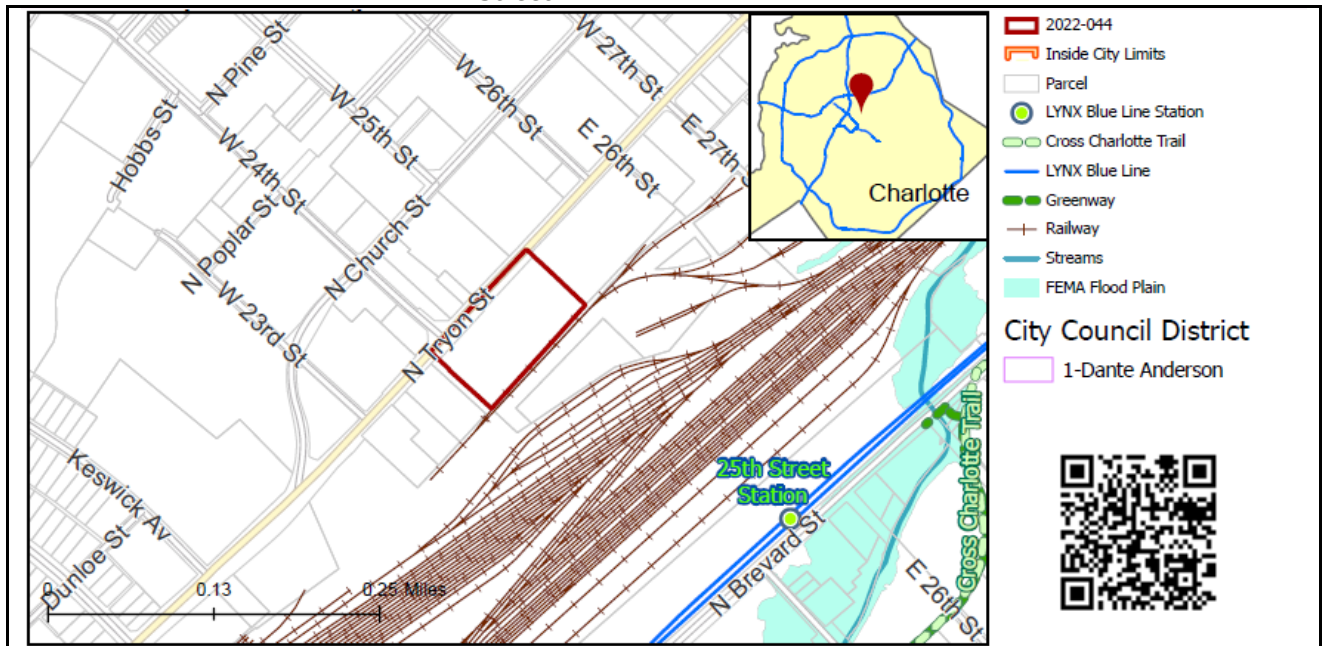 N Pine St
W 27th St
W 26th St
W 25th St
E 26th St
E 27th St
Hobbs St
W 24th St
N Poplar St
N Church St
W 23rd St
N Tryon St
Keswick Av
Dunloe St
25th Street
Station
N Brevard St
Cross Charlotte Trail
E 26th St
0 0.13 0.25 Miles
Charlotte
2022-044
Inside City Limits
Parcel
LYNX Blue Line Station
Cross Charlotte Trail
LYNX Blue Line
Greenway
Railway
Streams
FEMA Flood Plain
City Council District
1-Dante Anderson